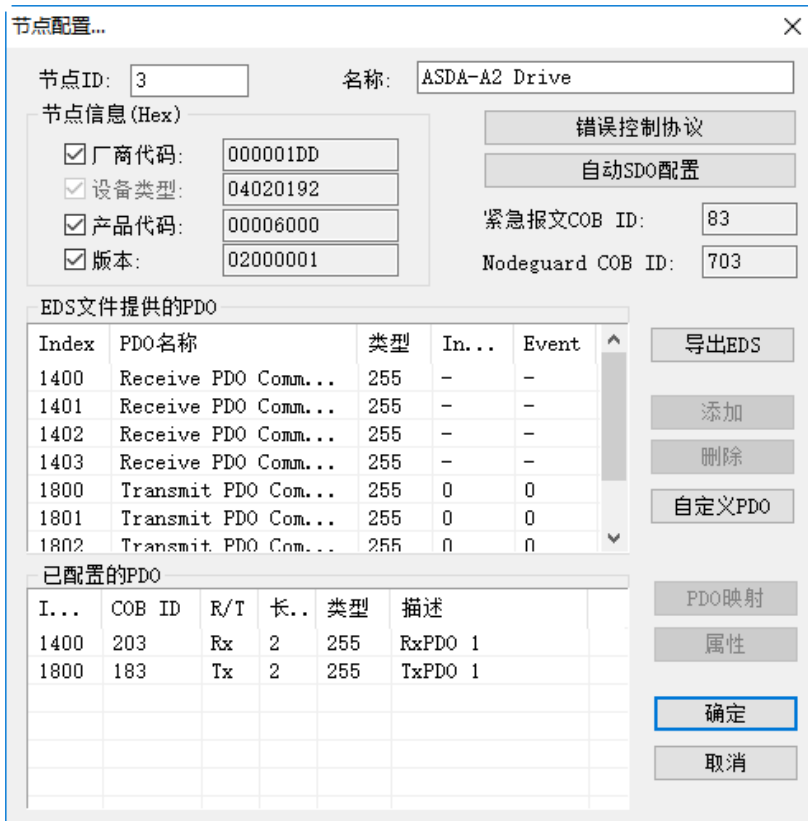 节点配置...
节点ID: 3 名称: ASDA-A2 Drive
节点信息(Hex)
厂商代码: 000001DD
设备类型: 04020192
产品代码: 00006000
版本: 02000001
错误控制协议
自动SDO配置
紧急报文COB ID: 83
Nodeguard COB ID: 703
EDS文件提供的PDO
Index PDO名称 类型 In... Event
1400 Receive PDO Comm... 255 - -
1401 Receive PDO Comm... 255 - -
1402 Receive PDO Comm... 255 - -
1403 Receive PDO Comm... 255 - -
1800 Transmit PDO Com... 255 0 0
1801 Transmit PDO Com... 255 0 0
1802 Transmit PDO Com... 255 0 0
导出EDS
添加
删除
自定义PDO
已配置的PDO
I... COB ID R/T 长.. 类型 描述
1400 203 Rx 2 255 RxPDO 1
1800 183 Tx 2 255 TxPDO 1
PDO映射
属性
确定
取消